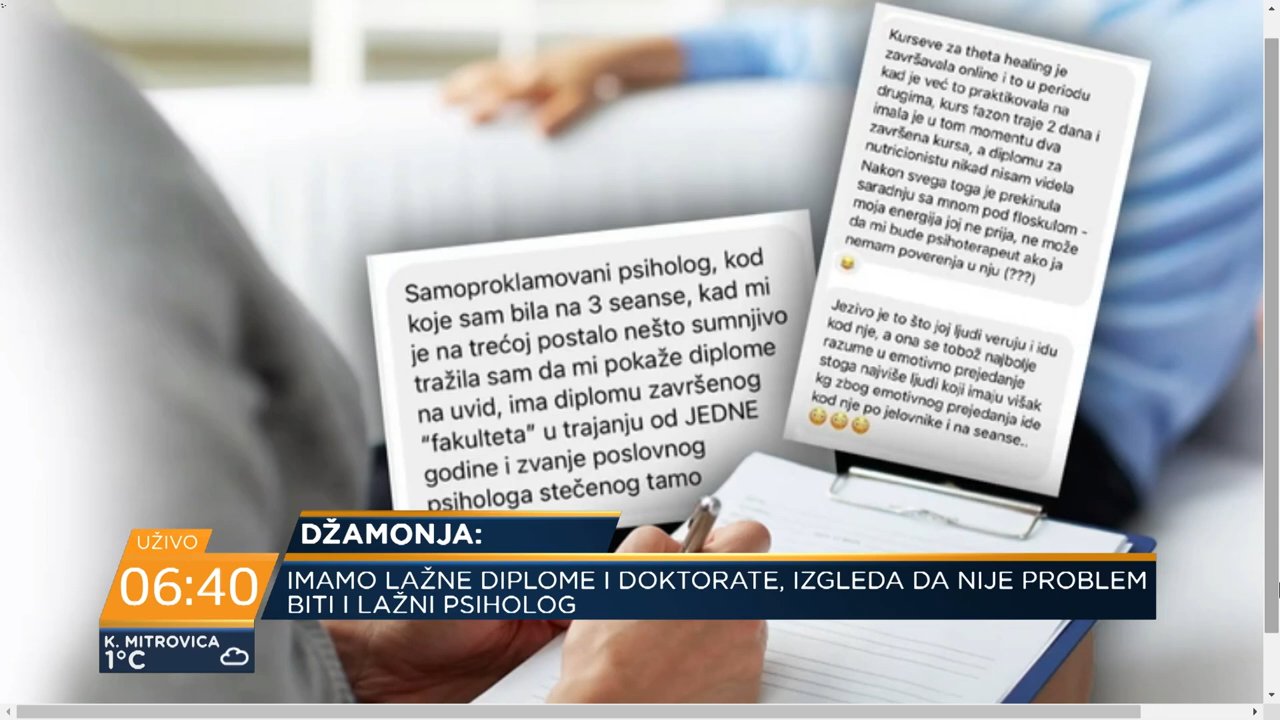 Kurseve za theta healing je
završavala online i to u periodu
kad je već to praktikovala na
drugima, kurs fazon traje 2 dana i
imala je u tom momentu dva
završena kursa, a diplomu za
nutricionistu nikad nisam videla
Nakon svega toga je prekinula
saradnju sa mnom pod floskulom -
moja energija joj ne prija, ne može
da mi bude psihoterapeut ako ja
nemam poverenja u nju (???)
😂
Jezivo je to što joj ljudi veruju i idu
kod nje, a ona se tobož najbolje
razume u emotivno prejedanje
stoga najviše ljudi koji imaju višak
kg zbog emotivnog prejedanja ide
kod nje po jelovnike i na seanse..
😳😳😳
Samoproklamovani psiholog, kod
koje sam bila na 3 seanse, kad mi
je na trećoj postalo nešto sumnjivo
tražila sam da mi pokaže diplome
na uvid, ima diplomu završenog
“fakulteta” u trajanju od JEDNE
godine i zvanje poslovnog
psihologa stečenog tamo
DŽAMONJA:
UŽIVO
06:40
IMAMO LAŽNE DIPLOME I DOKTORATE, IZGLEDA DA NIJE PROBLEM
BITI I LAŽNI PSIHOLOG
K. MITROVICA
1°C